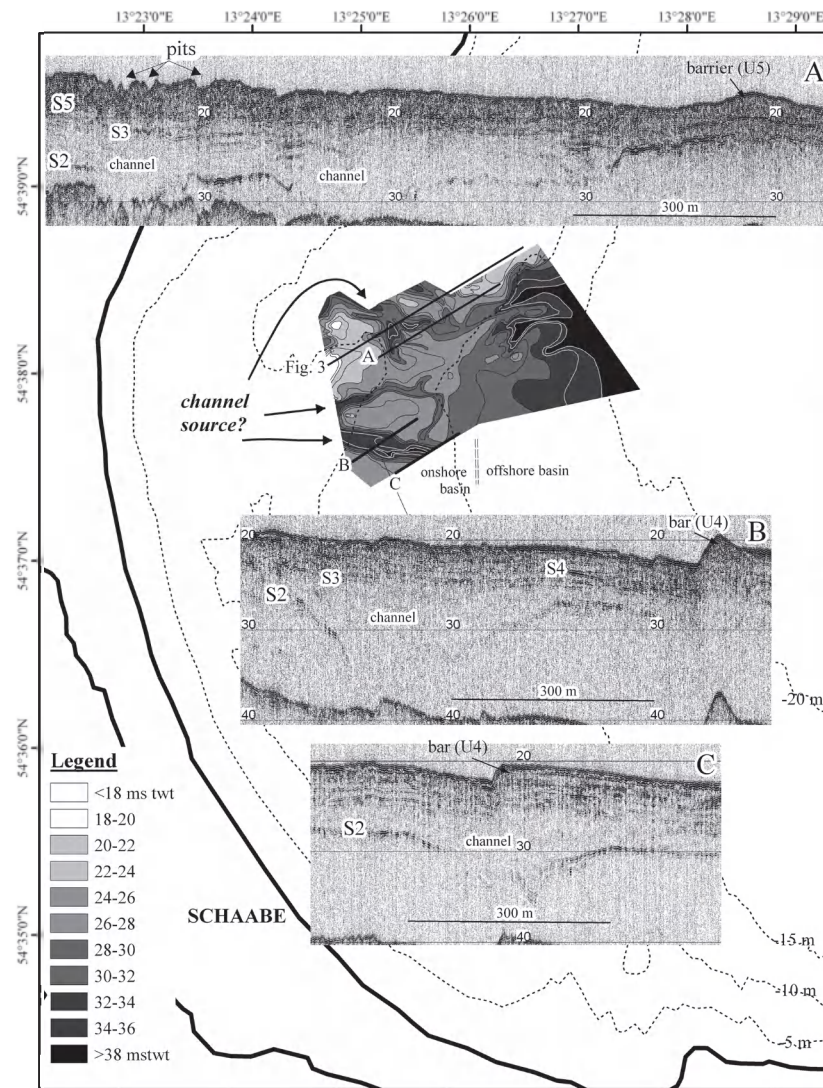 13°23'0"E 13°24'0"E 13°25'0"E 13°26'0"E 13°27'0"E 13°28'0"E 13°29'0"E
pits
barrier (U5)
A
S5
20 20 20 20
S3
S2
channel
channel
30 30 30 30
300 m
54°39'0"N
54°38'0"N
Fig. 3
A
channel
source?
B
C
onshore
basin
offshore basin
54°37'0"N
bar (U4)
B
20 20 20
S3
S4
S2
channel
30 30 30
300 m
40 40 40
-20 m
54°36'0"N
bar (U4)
20
C
S2
channel
30
300 m
40
Legend
<18 ms twt
18-20
20-22
22-24
24-26
26-28
28-30
30-32
32-34
34-36
>38 mstwt
SCHAABE
54°35'0"N
-15 m
-10 m
-5 m